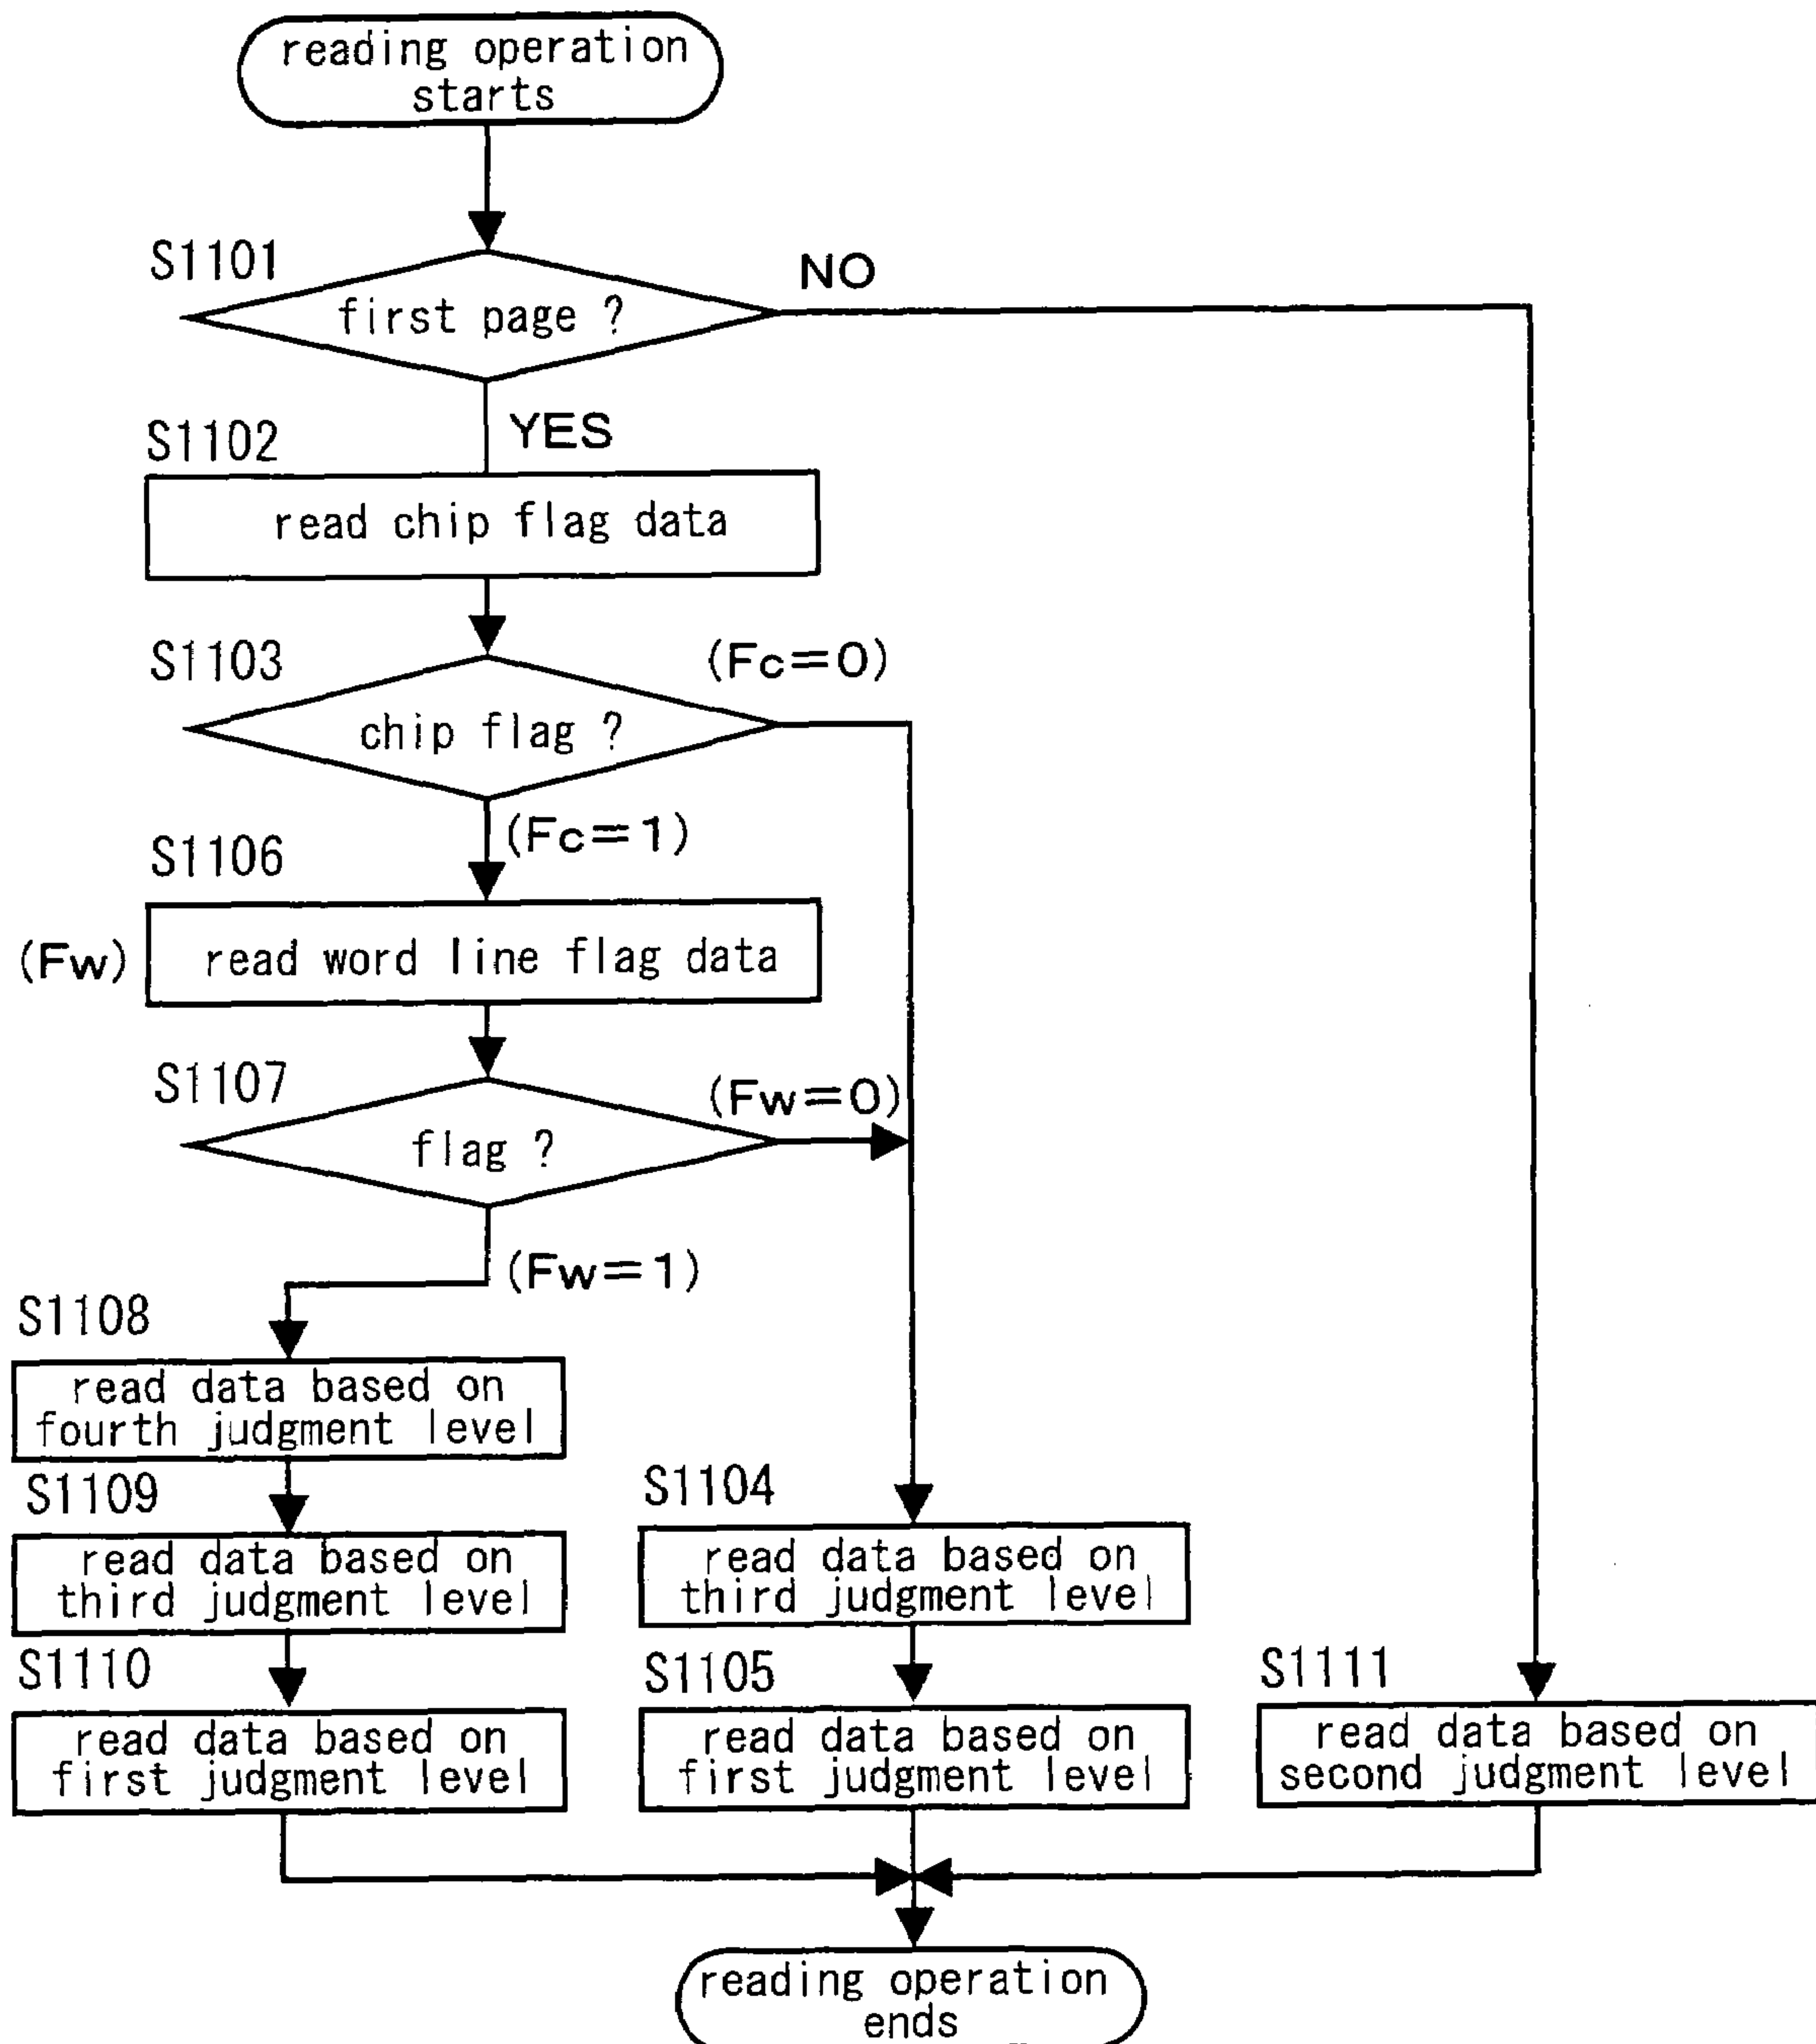 reading operation
starts
S1101
NO
first page ?
YES
S1102
read chip flag data
S1103
(Fc=0)
chip flag ?
(Fc=1)
S1106
(Fw)
read word line flag data
S1107
(Fw=0)
flag ?
(Fw=1)
S1108
read data based on
fourth judgment level
S1109
read data based on
third judgment level
S1110
read data based on
first judgment level
S1104
read data based on
third judgment level
S1105
read data based on
first judgment level
S1111
read data based on
second judgment level
reading operation
ends